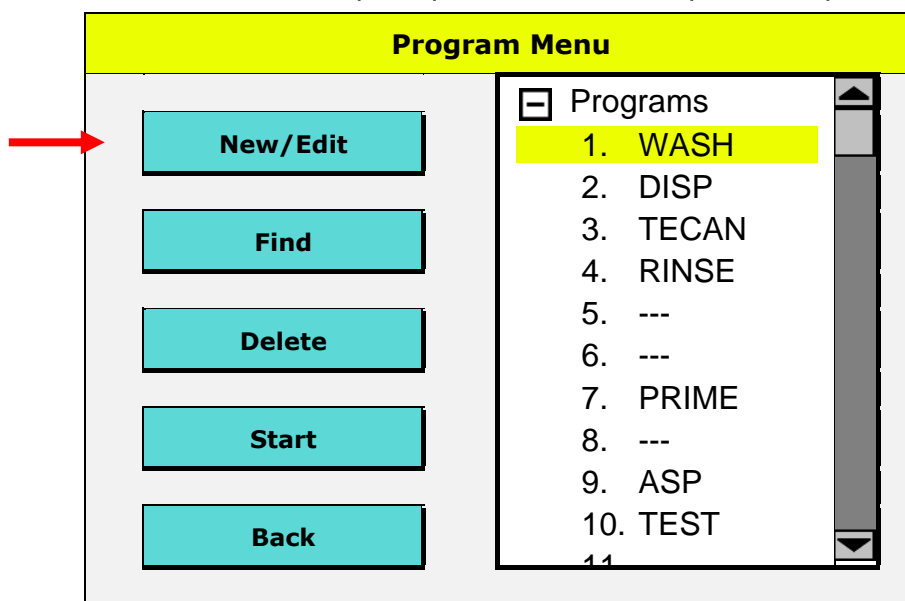 Program Menu
New/Edit
Find
Delete
Start
Back
Programs
1. WASH
2. DISP
3. TECAN
4. RINSE
5. ---
6. ---
7. PRIME
8. ---
9. ASP
10. TEST